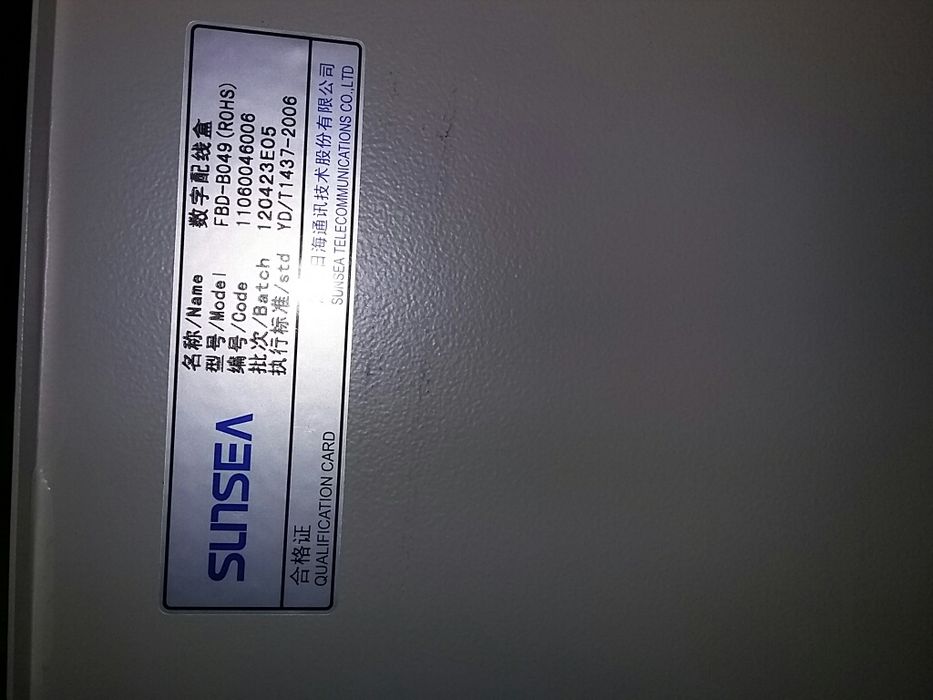 SUNSEA
名称/Name 数字配线盒
型号/Model FBD-B049(ROHS)
编号/Code 11060046006
批次/Batch 120423E05
执行标准/std YD/T1437-2006
合格证 日海通讯技术股份有限公司
QUALIFICATION CARD SUNSEA TELECOMMUNICATIONS CO.,LTD